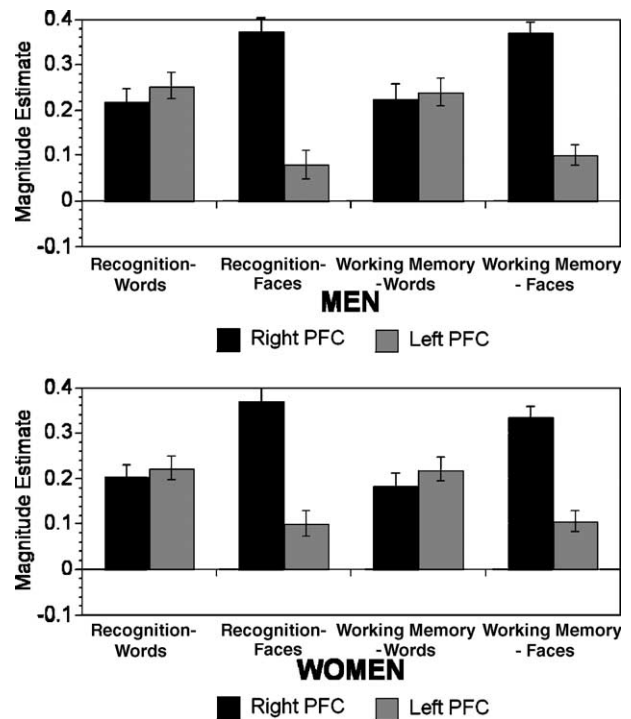 0.4
0.3
0.2
0.1
0
-0.1
Magnitude Estimate
Recognition-
Words
Recognition-
Faces
Working Memory
-Words
Working Memory
- Faces
MEN
Right PFC Left PFC
0.4
0.3
0.2
0.1
0
-0.1
Magnitude Estimate
Recognition-
Words
Recognition-
Faces
Working Memory
-Words
Working Memory
- Faces
WOMEN
Right PFC Left PFC